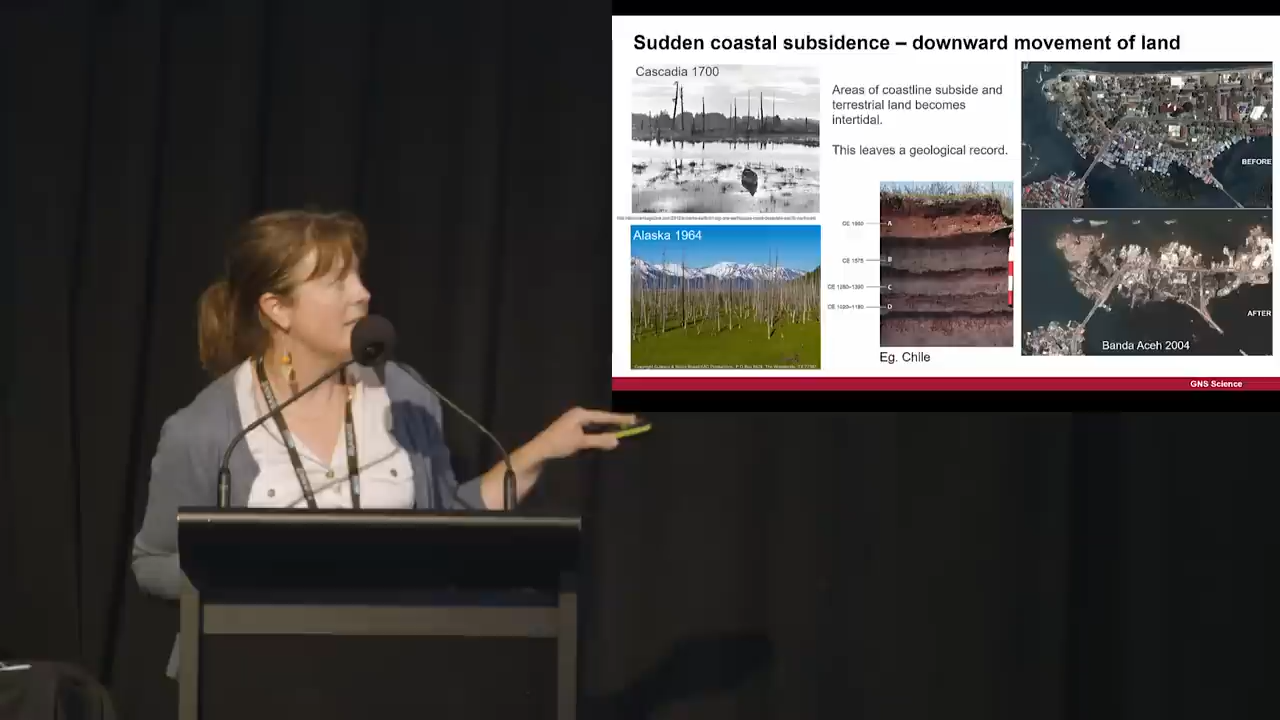 Sudden coastal subsidence – downward movement of land
Cascadia 1700
Areas of coastline subside and
terrestrial land becomes
intertidal.
This leaves a geological record.
BEFORE
Alaska 1964
CE 1960
A
CE 1575
B
C
D
AFTER
Banda Aceh 2004
Eg. Chile
GNS Science